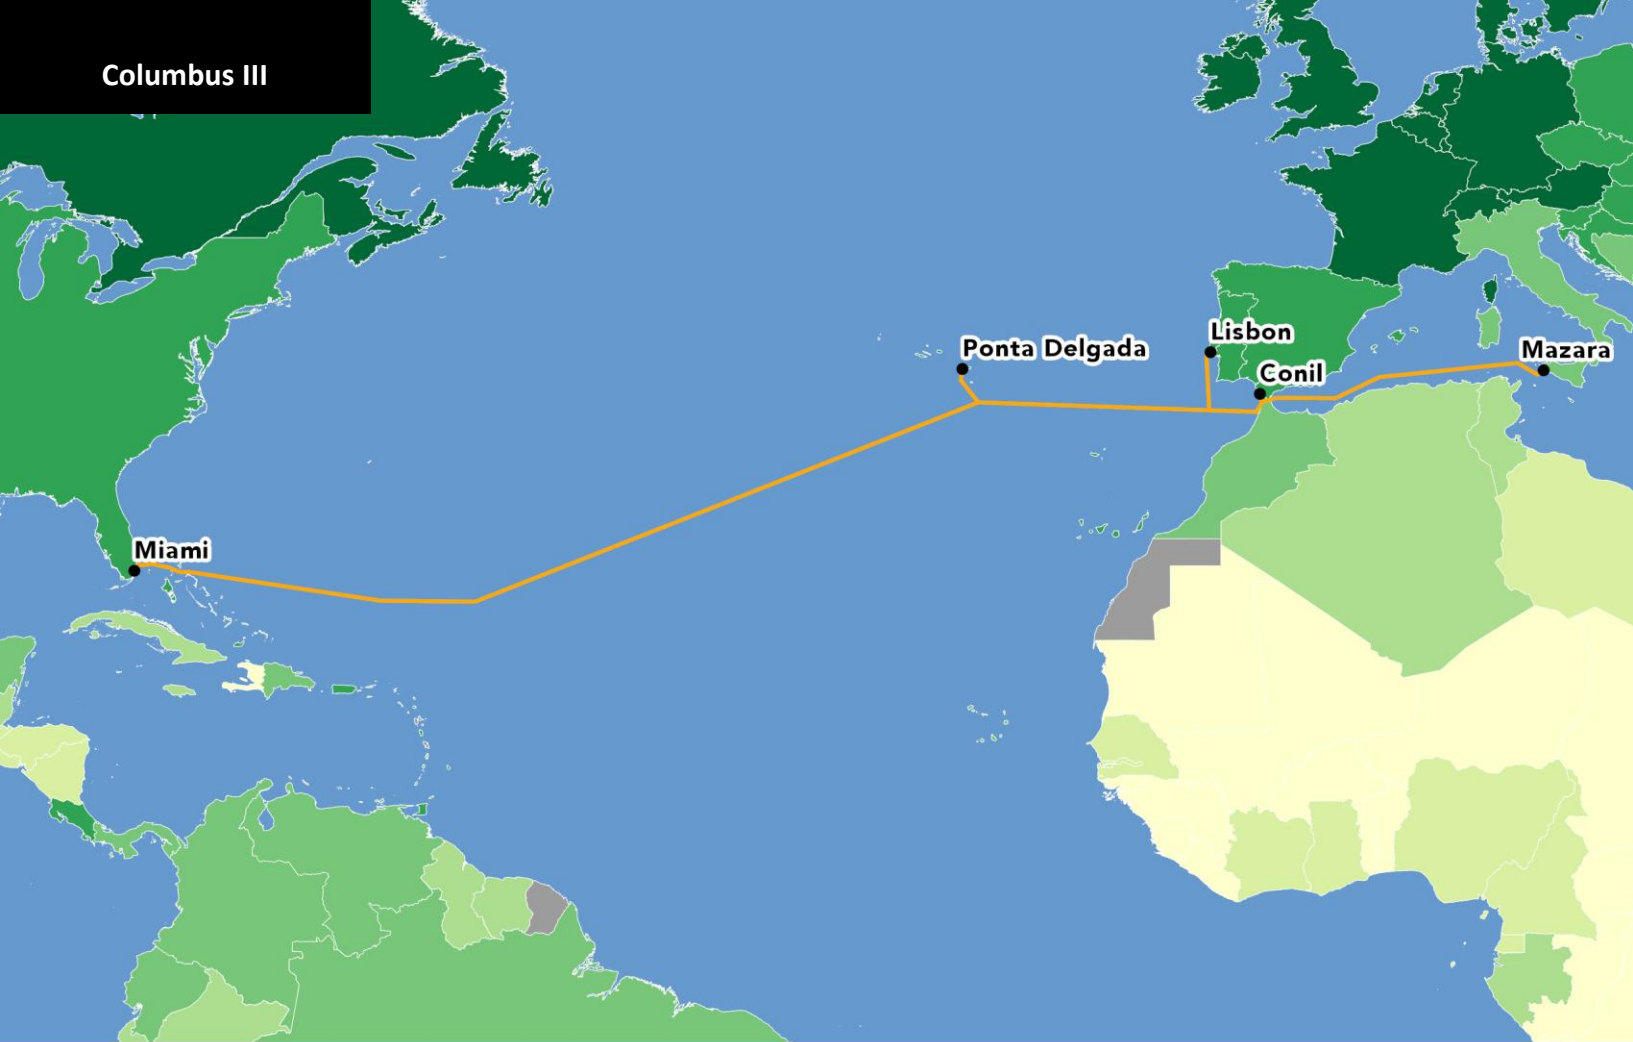 Columbus III
Lisbon
Ponta Delgada
Mazara
Conil
Miami